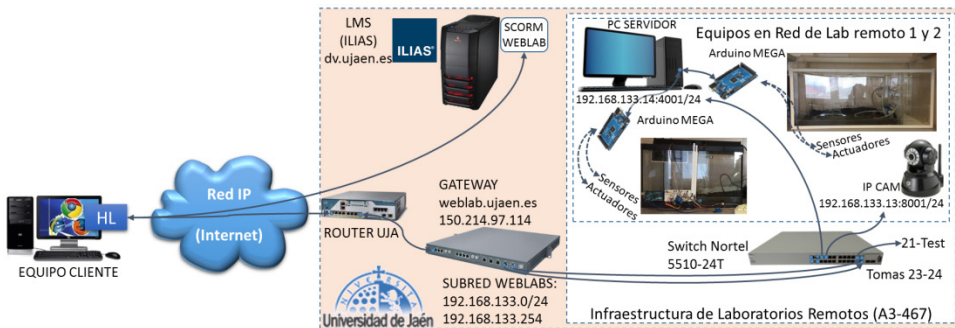 LMS
(ILIAS)
dv.ujaen.es
ILIAS
SCORM
WEBLAB
PC SERVIDOR
Equipos en Red de Lab remoto 1 y 2
Arduino MEGA
192.168.133.14:4001/24
Arduino MEGA
Sensores
Actuadores
Sensores
Actuadores
IP CAM
192.168.133.13:8001/24
HL
EQUIPO CLIENTE
Red IP
(Internet)
ROUTER UJA
GATEWAY
weblab.ujaen.es
150.214.97.114
SUBRED WEBLABS:
192.168.133.0/24
192.168.133.254
Universidad de Jaén
Switch Nortel
5510-24T
21-Test
Tomas 23-24
Infraestructura de Laboratorios Remotos (A3-467)